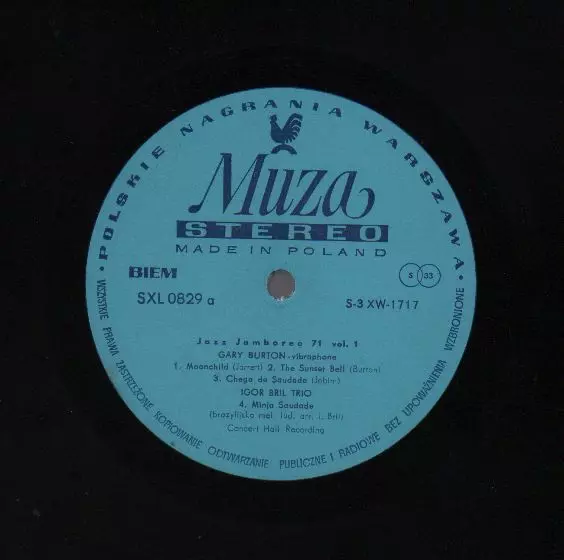 • POLSKIE NAGRANIA WARSZAWA •
Muza
STEREO
MADE IN POLAND
BIEM
S 33
SXL 0829 a
S-3 XW-1717
Jazz Jamboree 71 vol. 1
GARY BURTON - vibraphone
1. Moonchild (Jarrett) 2. The Sunset Bell (Burton)
3. Chega de Saudade (Jobim)
IGOR BRIL TRIO
4. Minja Saudade
(brazylijska mel. lud. arr. I. Bril)
Concert Hall Recording
WSZYSTKIE PRAWA ZASTRZEŻONE KOPIOWANIE ODTWARZANIE PUBLICZNE I RADIOWE BEZ UPOWAŻNIENIA WZBRONIONE